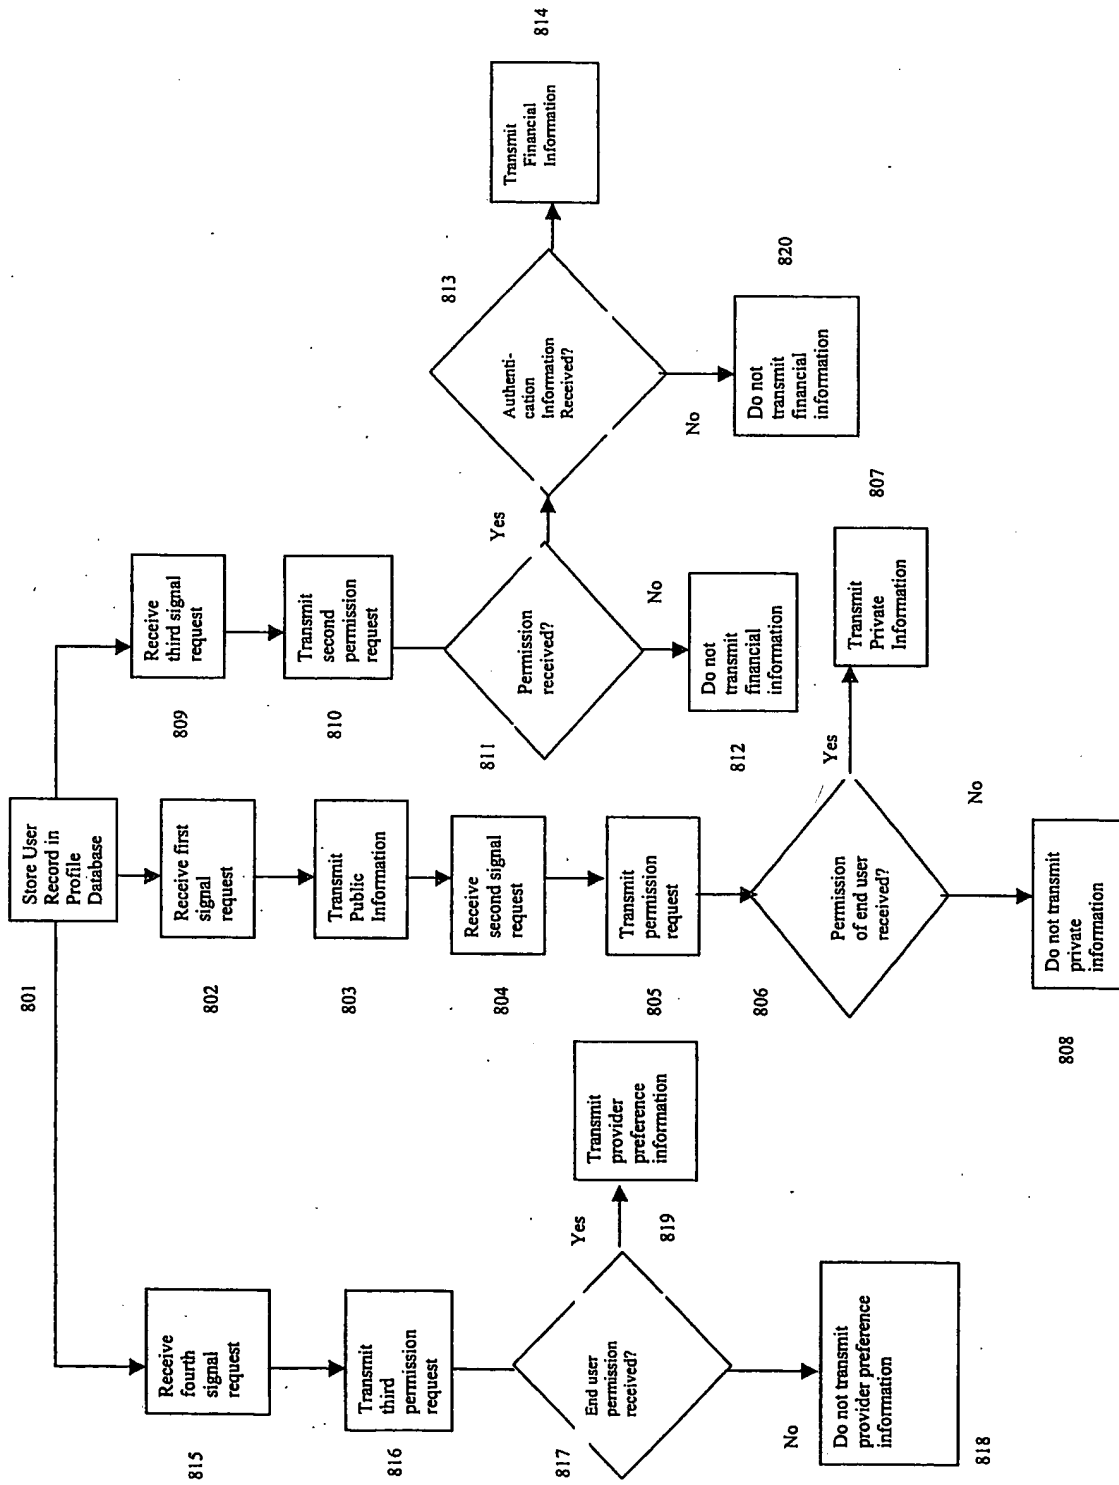 801
Store User
Record in
Profile
Database
815
Receive
fourth
signal
request
816
Transmit
third
permission
request
817
End user
permission
received?
Yes
819
Transmit
provider
preference
information
No
818
Do not transmit
provider preference
information
802
Receive first
signal
request
803
Transmit
Public
Information
804
Receive
second signal
request
805
Transmit
permission
request
806
Permission
of end user
received?
Yes
807
Transmit
Private
Information
No
808
Do not transmit
private
information
809
Receive
third signal
request
810
Transmit
second
permission
request
811
Permission
received?
No
812
Do not
transmit
financial
information
Yes
813
Authenti-
cation
Information
Received?
No
820
Do not
transmit
financial
information
814
Transmit
Financial
Information